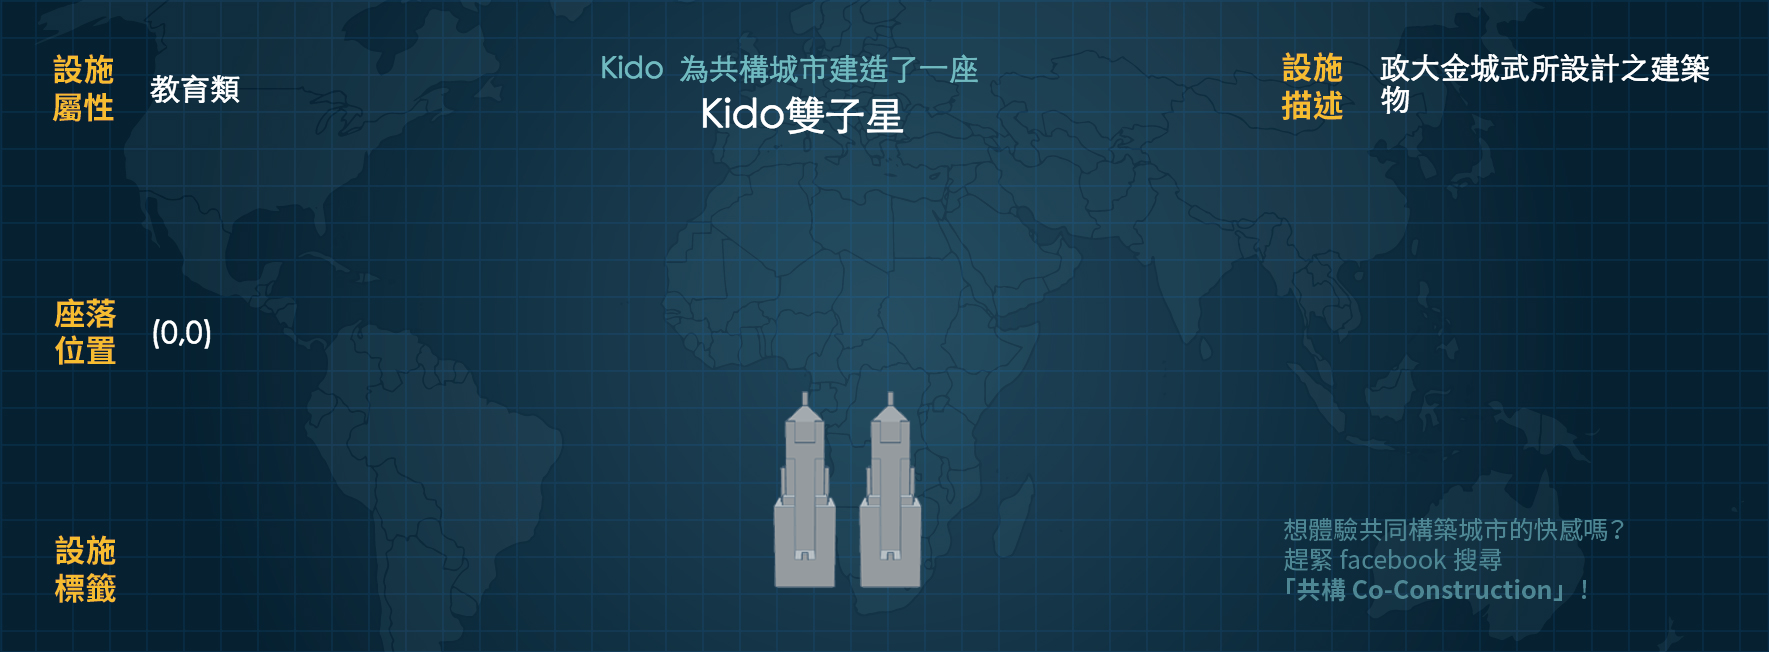 設施
屬性
教育類
Kido 為共構城市建造了一座
Kido雙子星
設施
描述
政大金城武所設計之建築
物
座落
位置
(0,0)
設施
標籤
想體驗共同構築城市的快感嗎？
趕緊 facebook 搜尋
「共構 Co-Construction」！